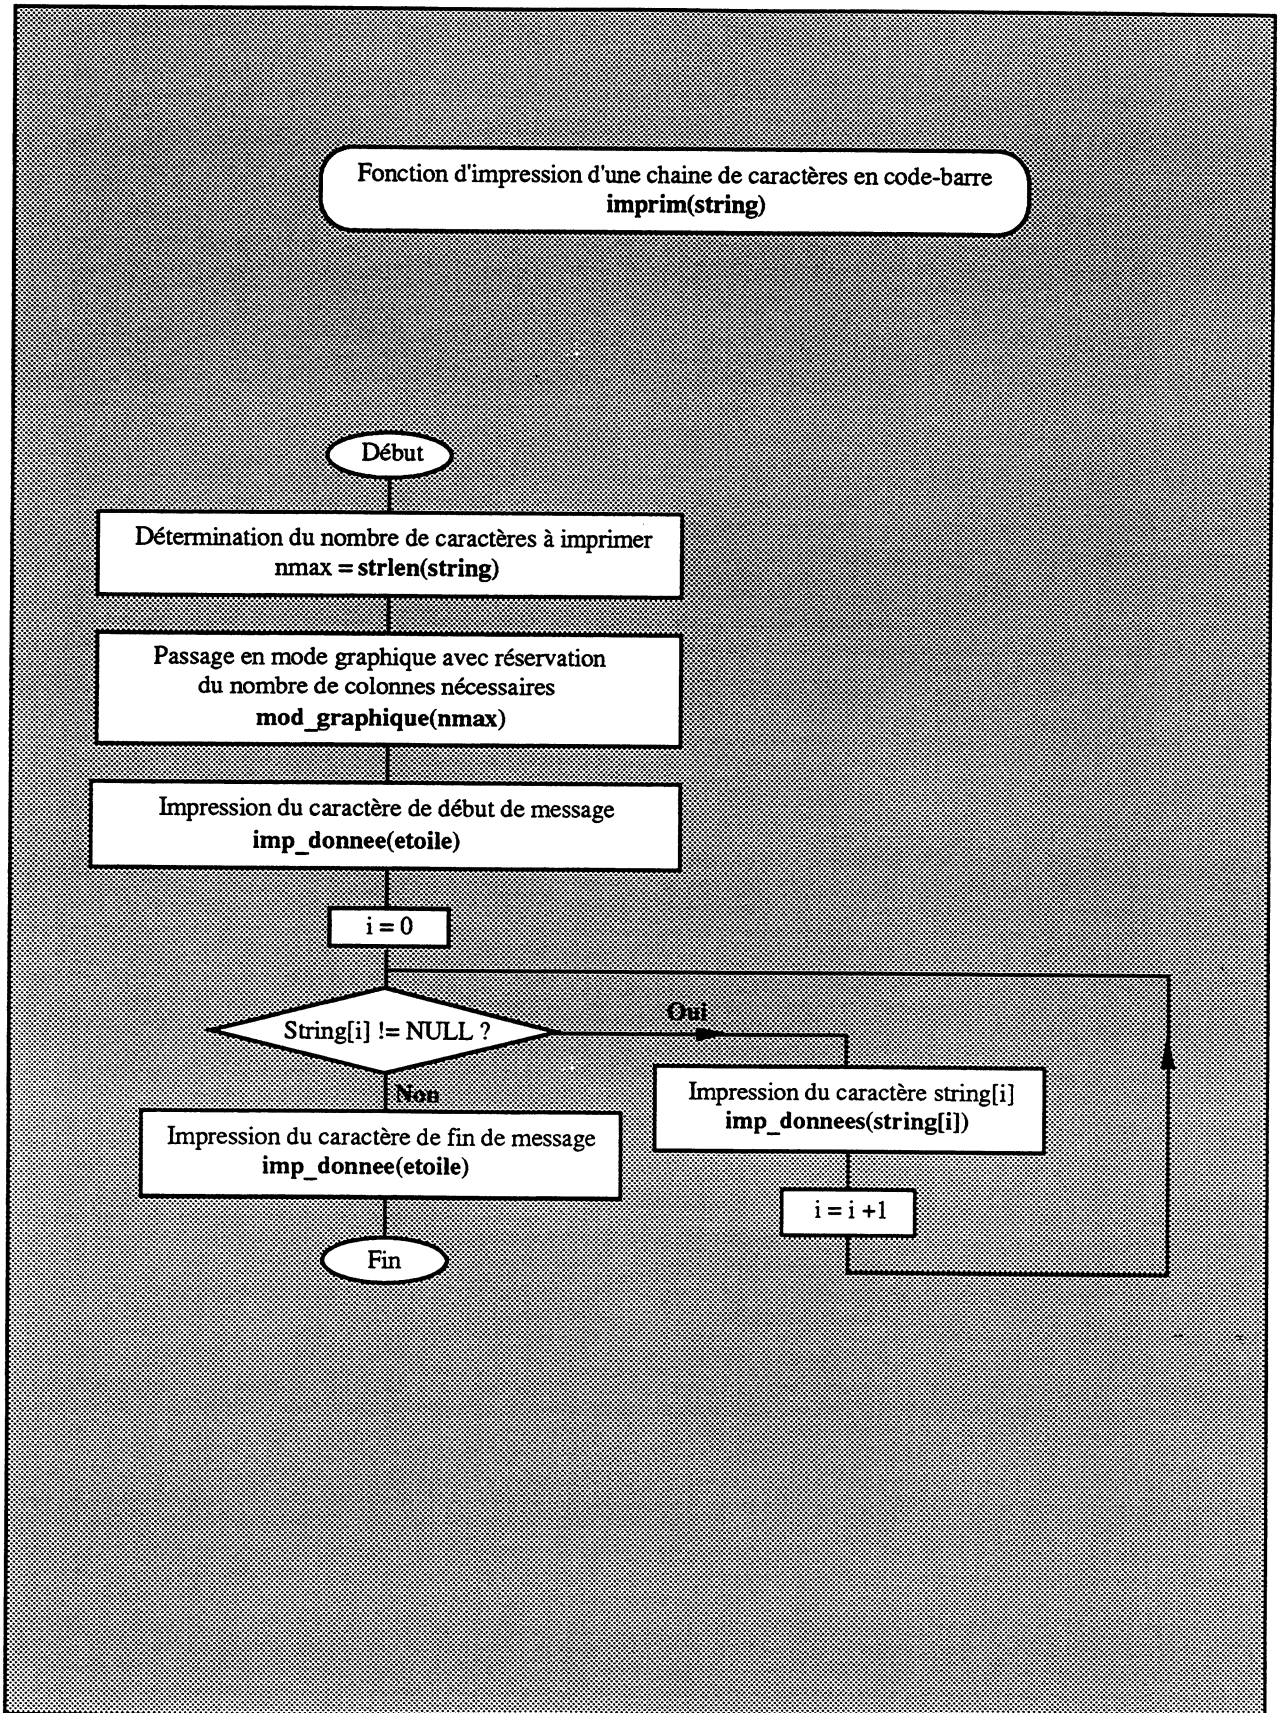 Fonction d'impression d'une chaine de caractères en code-barre
imprim(string)
Début
Détermination du nombre de caractères à imprimer
nmax = strlen(string)
Passage en mode graphique avec réservation
du nombre de colonnes nécessaires
mod_graphique(nmax)
Impression du caractère de début de message
imp_donnee(etoile)
i = 0
String[i] != NULL ?
Oui
Non
Impression du caractère string[i]
imp_donnees(string[i])
i = i +1
Impression du caractère de fin de message
imp_donnee(etoile)
Fin